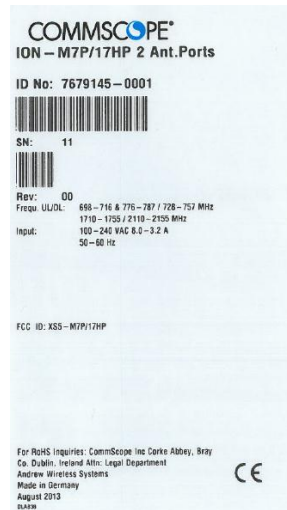 COMMSCOPE®
ION – M7P/17HP 2 Ant.Ports
ID No: 7679145–0001
SN: 11
Rev: 00
Frequ. UL/DL: 698–716 & 776–787 / 728–757 MHz
1710–1755 / 2110–2155 MHz
Input: 100–240 VAC 8.0–3.2 A
50–60 Hz
FCC ID: XS5–M7P/17HP
For RoHS Inquiries: CommScope Inc Corke Abbey, Bray
Co. Dublin, Ireland Attn: Legal Department
Andrew Wireless Systems
Made in Germany
August 2013
CE